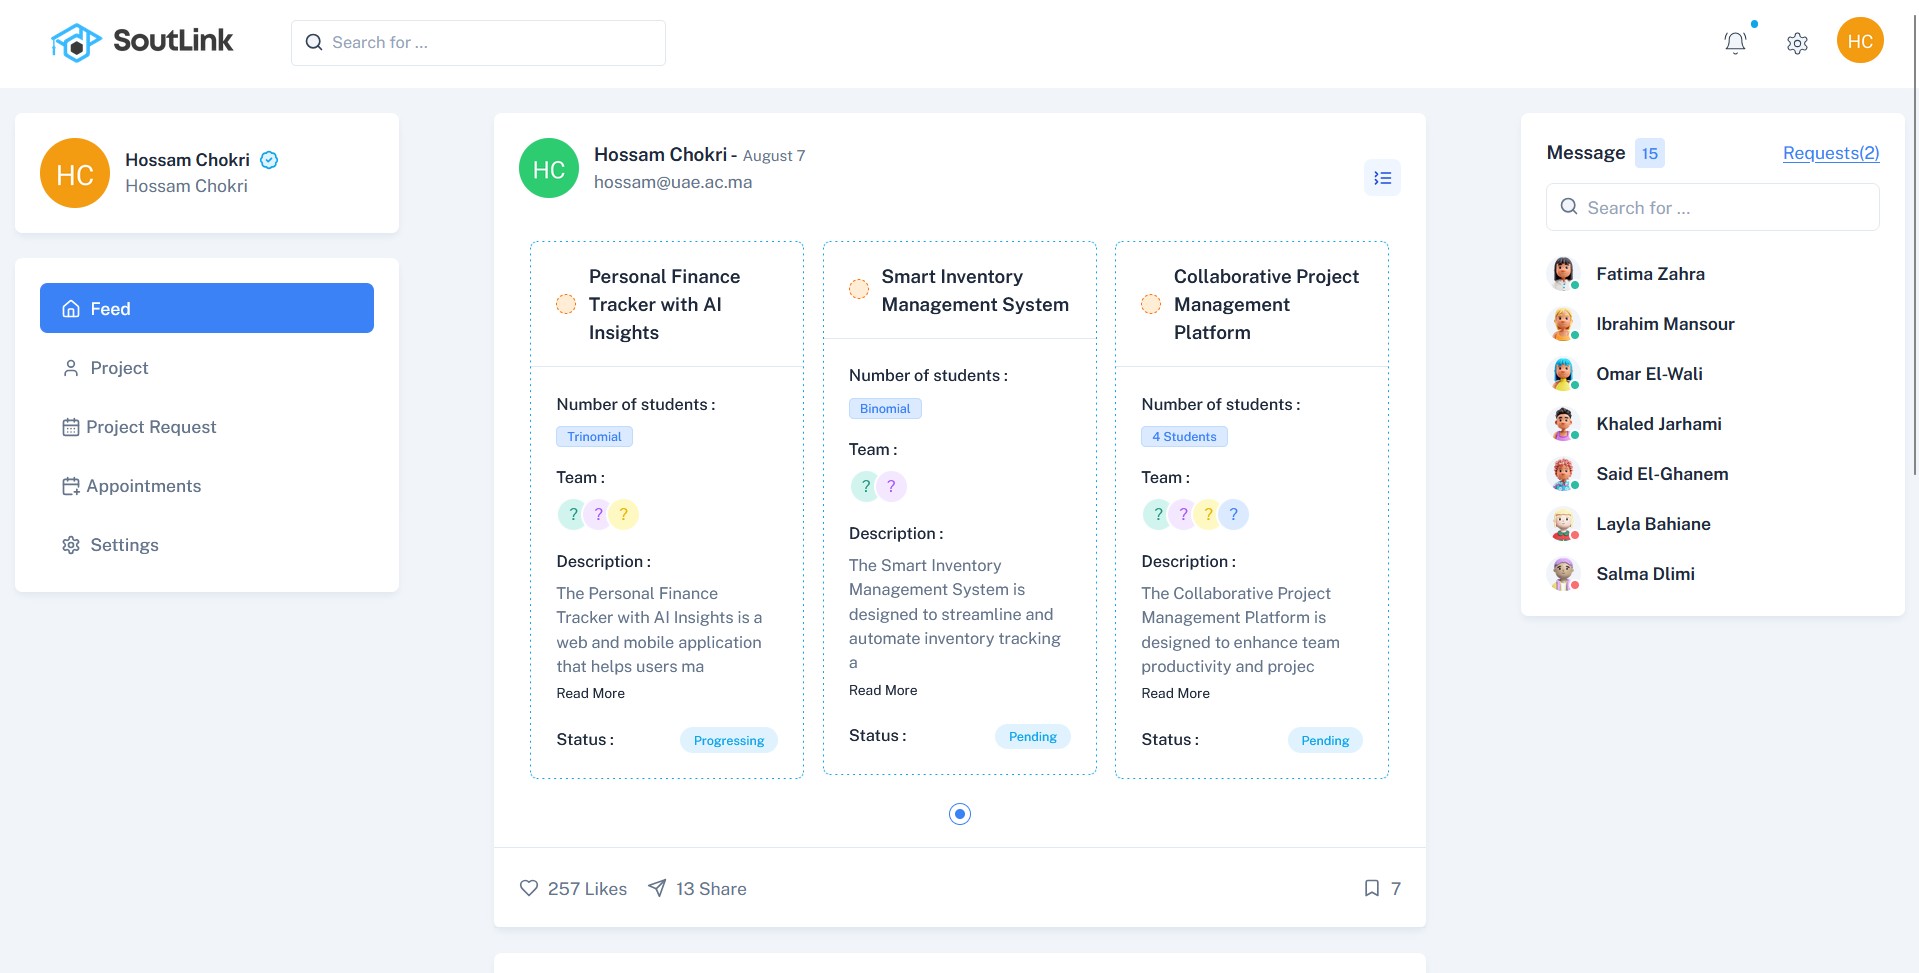 SoutLink
Search for ...
HC
HC
Hossam Chokri
Hossam Chokri
Feed
Project
Project Request
Appointments
Settings
HC
Hossam Chokri - August 7
hossam@uae.ac.ma
Personal Finance
Tracker with AI
Insights
Number of students :
Trinomial
Team :
? ? ?
Description :
The Personal Finance
Tracker with AI Insights is a
web and mobile application
that helps users ma
Read More
Status : Progressing
Smart Inventory
Management System
Number of students :
Binomial
Team :
? ?
Description :
The Smart Inventory
Management System is
designed to streamline and
automate inventory tracking
a
Read More
Status : Pending
Collaborative Project
Management
Platform
Number of students :
4 Students
Team :
? ? ? ?
Description :
The Collaborative Project
Management Platform is
designed to enhance team
productivity and projec
Read More
Status : Pending
257 Likes 13 Share 7
Message 15 Requests(2)
Search for ...
Fatima Zahra
Ibrahim Mansour
Omar El-Wali
Khaled Jarhami
Said El-Ghanem
Layla Bahiane
Salma Dlimi